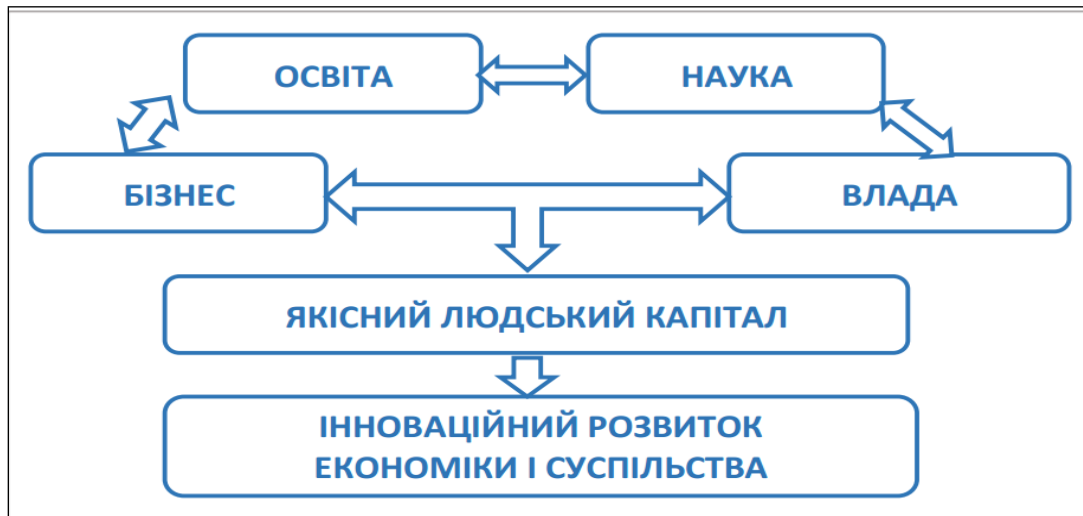 ОСВІТА
НАУКА
БІЗНЕС
ВЛАДА
ЯКІСНИЙ ЛЮДСЬКИЙ КАПІТАЛ
ІННОВАЦІЙНИЙ РОЗВИТОК
ЕКОНОМІКИ І СУСПІЛЬСТВА